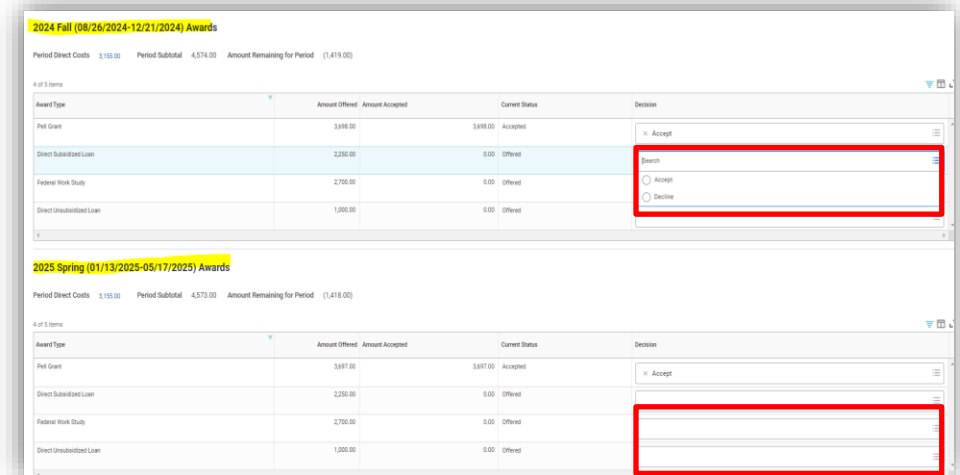 2024 Fall (08/26/2024-12/21/2024) Awards
Period Direct Costs 3,155.00 Period Subtotal 4,574.00 Amount Remaining for Period (1,419.00)
4 of 5 items
Award Type Amount Offered Amount Accepted Current Status Decision
Pell Grant 3,698.00 3,698.00 Accepted × Accept
Direct Subsidized Loan 2,250.00 0.00 Offered Search
Accept
Federal Work Study 2,700.00 0.00 Offered
Decline
Direct Unsubsidized Loan 1,000.00 0.00 Offered
2025 Spring (01/13/2025-05/17/2025) Awards
Period Direct Costs 3,155.00 Period Subtotal 4,573.00 Amount Remaining for Period (1,418.00)
4 of 5 items
Award Type Amount Offered Amount Accepted Current Status Decision
Pell Grant 3,697.00 3,697.00 Accepted × Accept
Direct Subsidized Loan 2,250.00 0.00 Offered
Federal Work Study 2,700.00 0.00 Offered
Direct Unsubsidized Loan 1,000.00 0.00 Offered